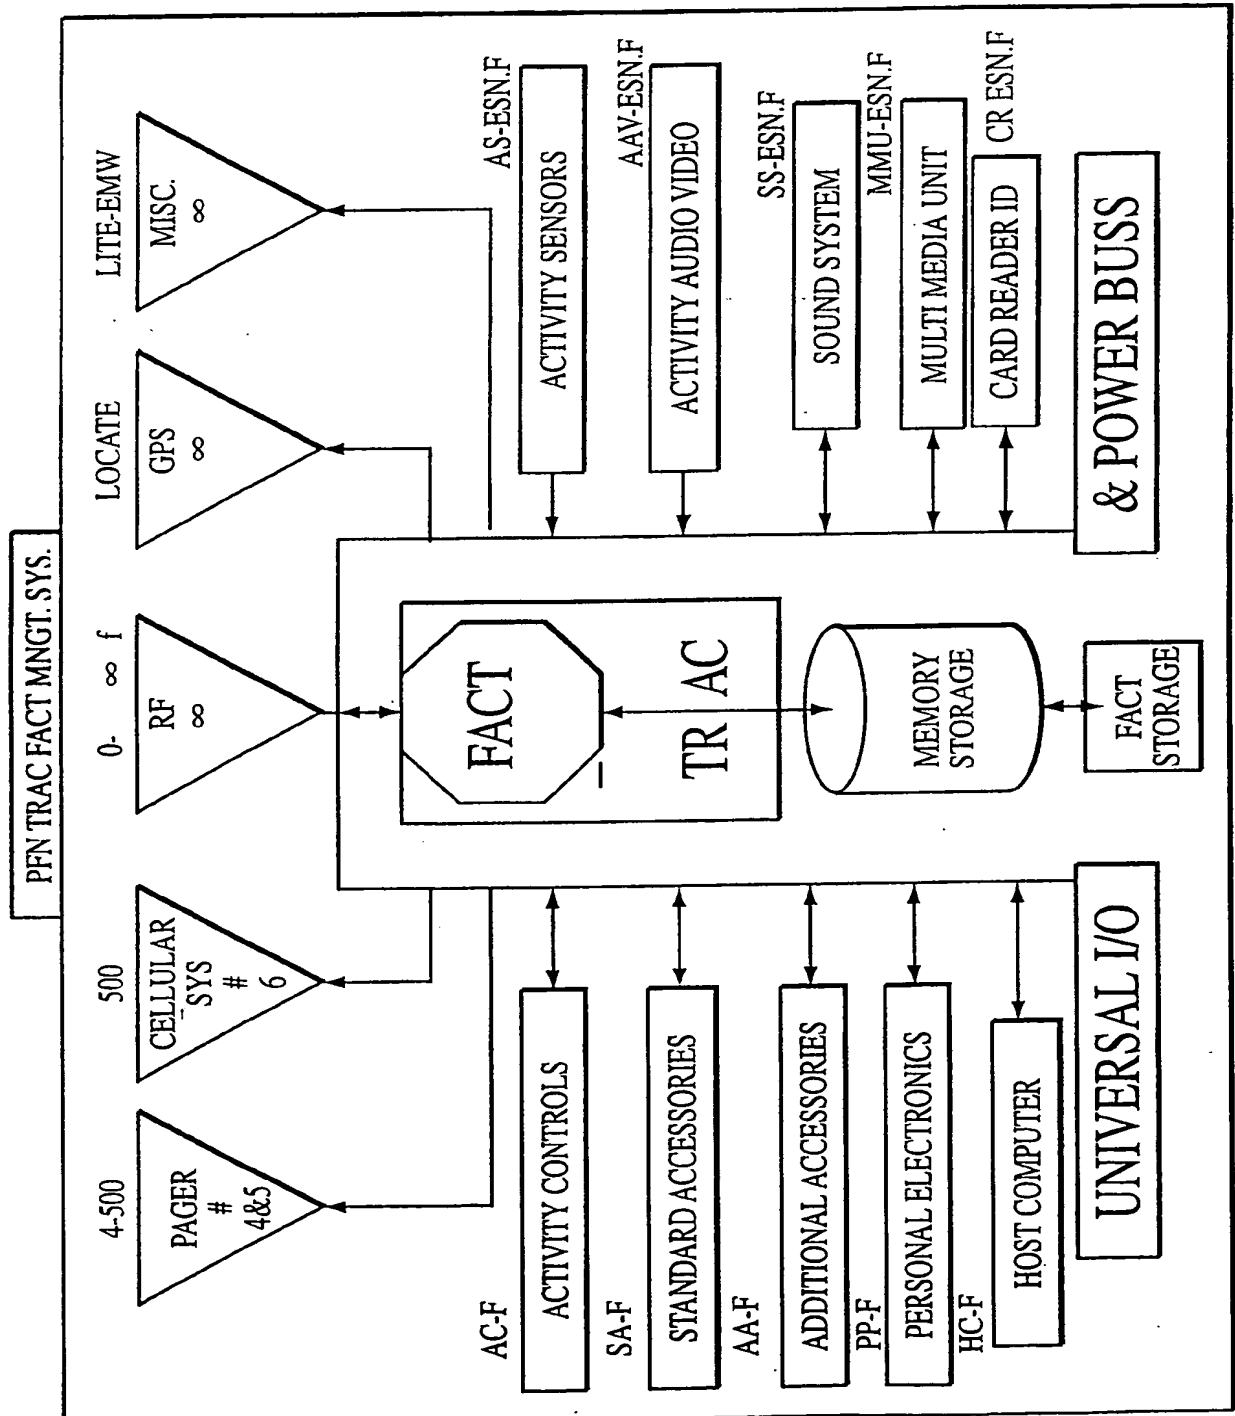 PFN TRAC FACT MNGT. SYS.
4-500
500
0- ∞ f
LOCATE
LITE-EMW
PAGER
#
4&5
CELLULAR
SYS
#
6
RF
∞
GPS
∞
MISC.
∞
AC-F
ACTIVITY CONTROLS
SA-F
STANDARD ACCESSORIES
AA-F
ADDITIONAL ACCESSORIES
PP-F
PERSONAL ELECTRONICS
HC-F
HOST COMPUTER
UNIVERSAL I/O
FACT
TR AC
MEMORY
STORAGE
FACT
STORAGE
AS-ESN.F
ACTIVITY SENSORS
AAV-ESN.F
ACTIVITY AUDIO VIDEO
SS-ESN.F
SOUND SYSTEM
MMU-ESN.F
MULTI MEDIA UNIT
CR ESN.F
CARD READER ID
& POWER BUSS